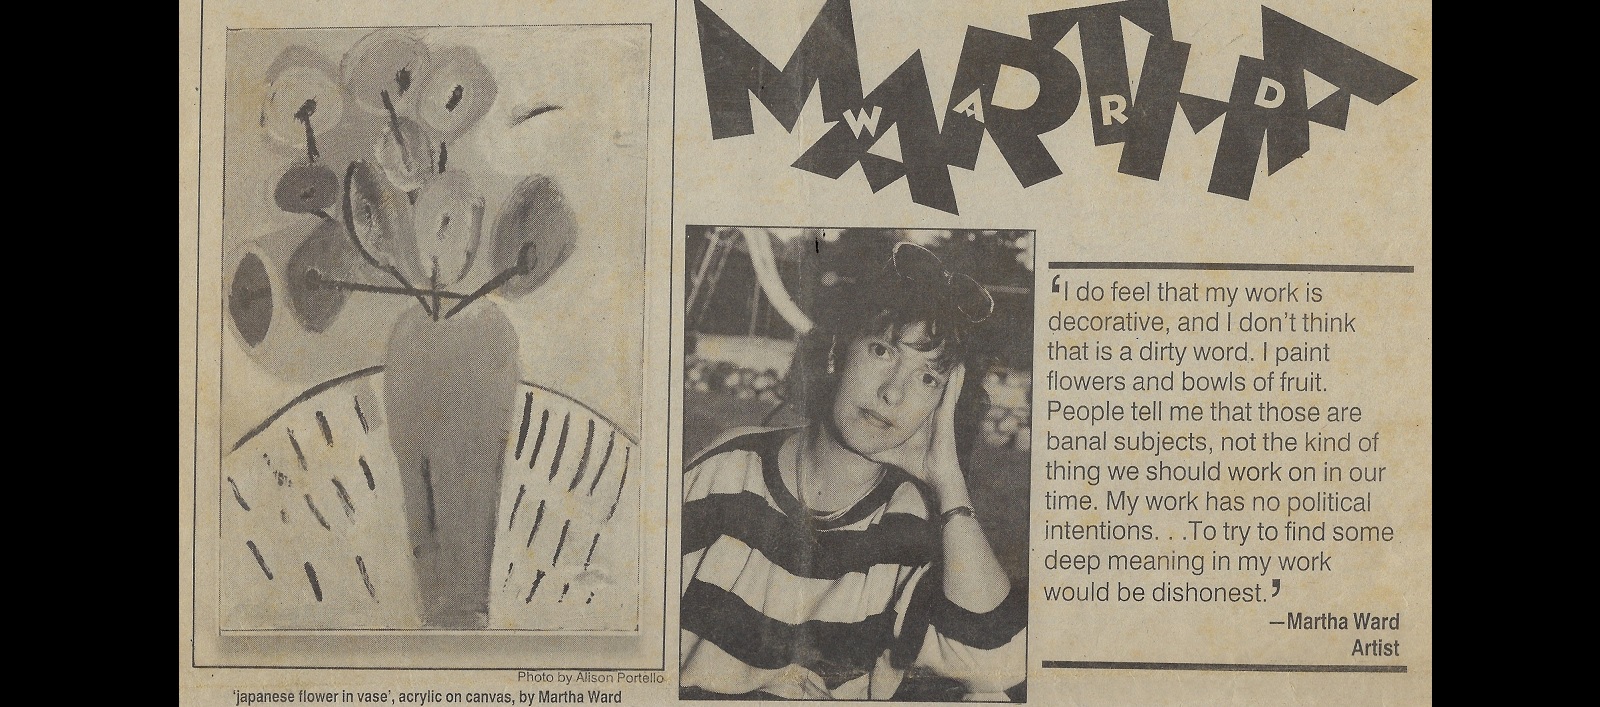 MARTHA
WARD
‘I do feel that my work is
decorative, and I don’t think
that is a dirty word. I paint
flowers and bowls of fruit.
People tell me that those are
banal subjects, not the kind of
thing we should work on in our
time. My work has no political
intentions. . .To try to find some
deep meaning in my work
would be dishonest.’
—Martha Ward
Artist
Photo by Alison Portello
‘japanese flower in vase’, acrylic on canvas, by Martha Ward